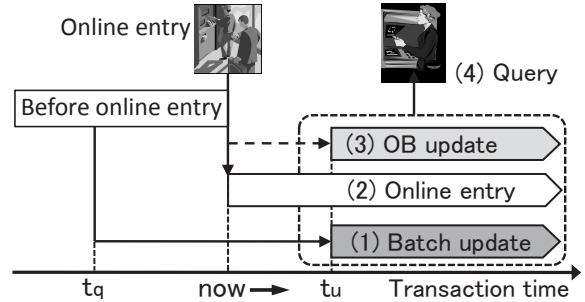 Online entry
(4) Query
Before online entry
(3) OB update
(2) Online entry
(1) Batch update
tq now tu Transaction time